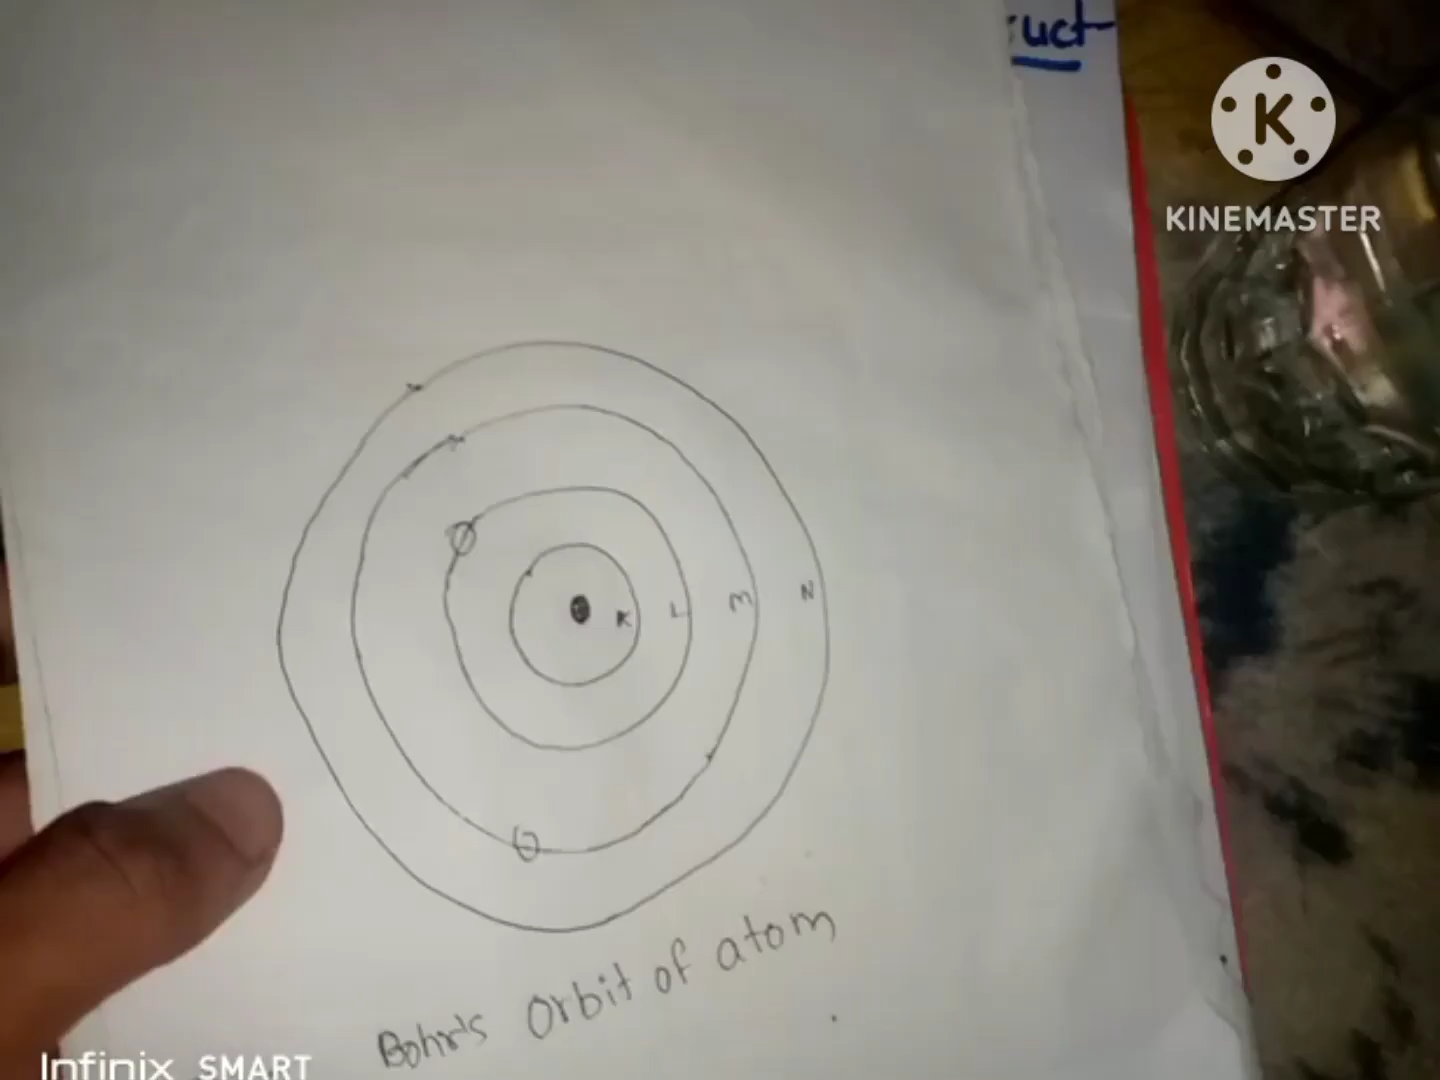 uct
K
KINEMASTER
K L M N
Bohr's Orbit of atom
Infinix SMART